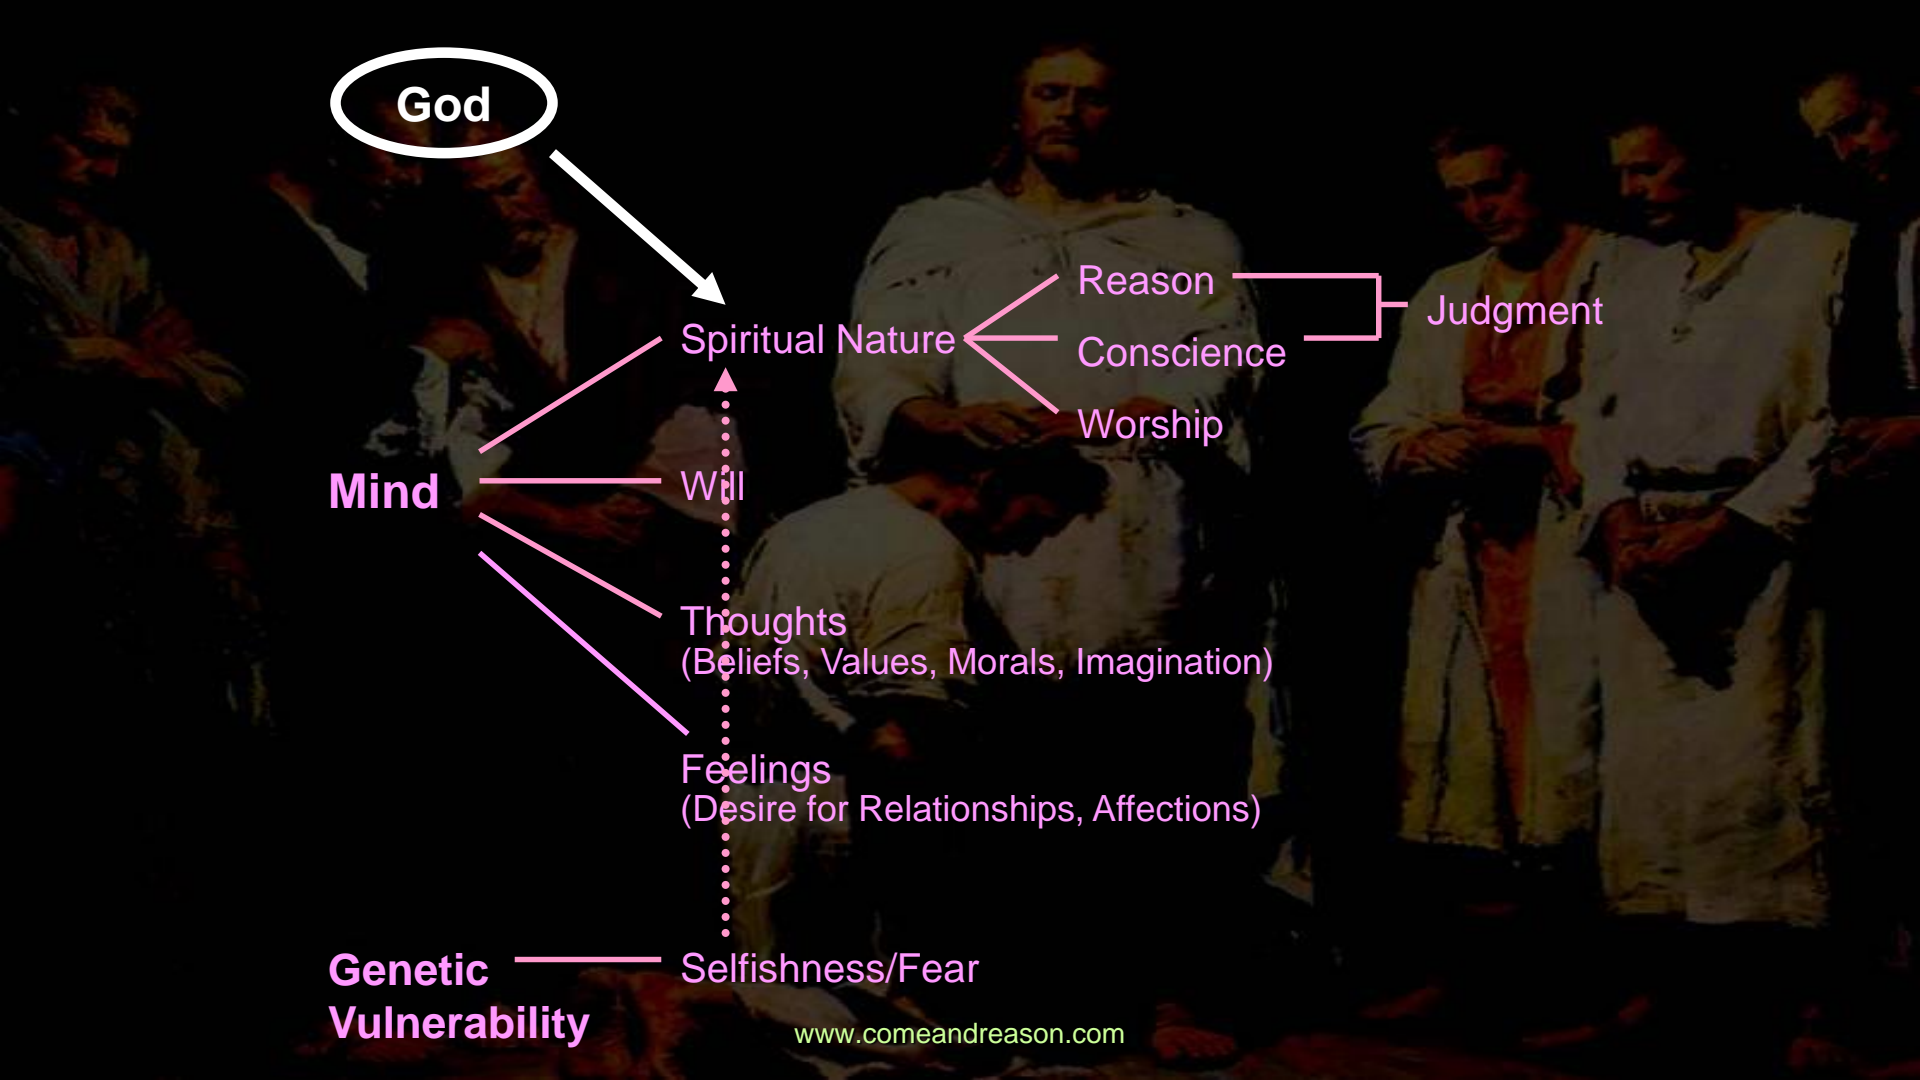 God
Reason
Judgment
Spiritual Nature
Conscience
Worship
Mind
Will
Thoughts
(Beliefs, Values, Morals, Imagination)
Feelings
(Desire for Relationships, Affections)
Genetic
Vulnerability
Selfishness/Fear
www.comeandreason.com